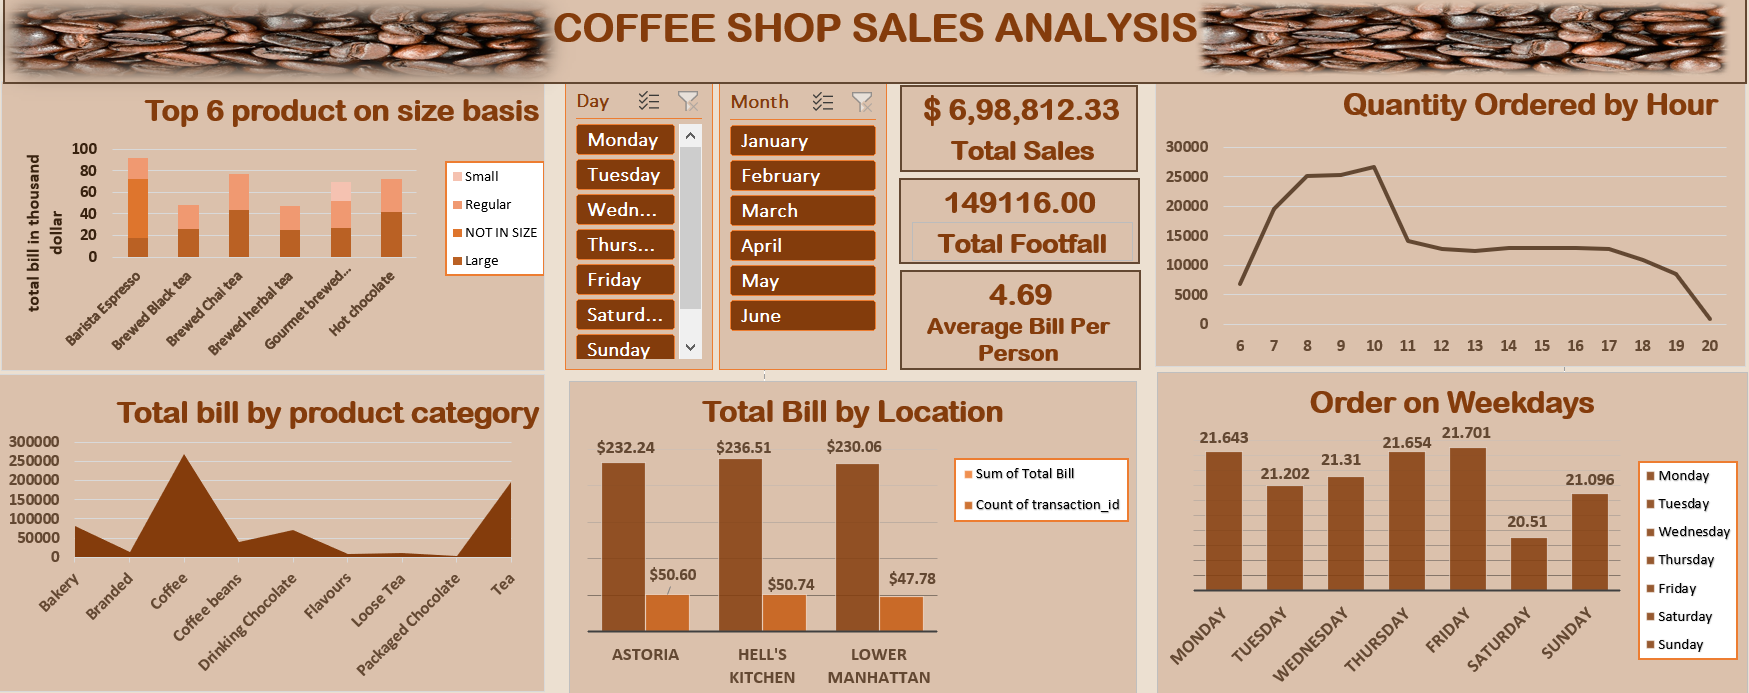 COFFEE SHOP SALES ANALYSIS
Top 6 product on size basis
total bill in thousand
dollar
100
80
60
40
20
0
Barista Espresso
Brewed Black tea
Brewed Chai tea
Brewed herbal tea
Gourmet brewed...
Hot chocolate
Small
Regular
NOT IN SIZE
Large
Day
Monday
Tuesday
Wedn...
Thurs...
Friday
Saturd...
Sunday
Month
January
February
March
April
May
June
$ 6,98,812.33
Total Sales
149116.00
Total Footfall
4.69
Average Bill Per
Person
Quantity Ordered by Hour
30000
25000
20000
15000
10000
5000
0
6 7 8 9 10 11 12 13 14 15 16 17 18 19 20
Total bill by product category
300000
250000
200000
150000
100000
50000
0
Bakery
Branded
Coffee
Coffee beans
Drinking Chocolate
Flavours
Loose Tea
Packaged Chocolate
Tea
Total Bill by Location
$232.24
$236.51
$230.06
$50.60
$50.74
$47.78
ASTORIA
HELL'S
KITCHEN
LOWER
MANHATTAN
Sum of Total Bill
Count of transaction_id
Order on Weekdays
21.643
21.202
21.31
21.654
21.701
20.51
21.096
MONDAY
TUESDAY
WEDNESDAY
THURSDAY
FRIDAY
SATURDAY
SUNDAY
Monday
Tuesday
Wednesday
Thursday
Friday
Saturday
Sunday